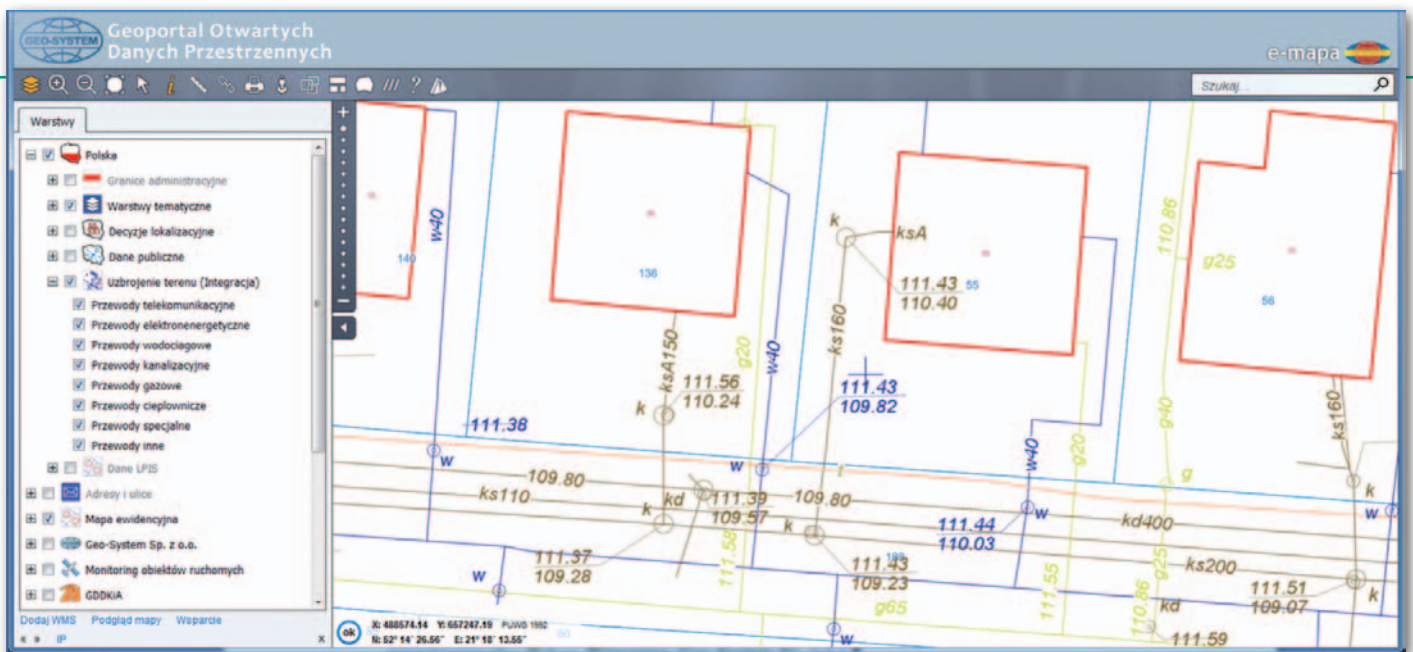 GEO-SYSTEM
Geoportal Otwartych
Danych Przestrzennych
e-mapa
Szukaj...
Warstwy
Polska
Granice administracyjne
Warstwy tematyczne
Decyzje lokalizacyjne
Dane publiczne
Uzbrojenie terenu (Integracja)
Przewody telekomunikacyjne
Przewody elektronenergetyczne
Przewody wodociagowe
Przewody kanalizacyjne
Przewody gazowe
Przewody ciepłownicze
Przewody specjalne
Przewody inne
Dane LPIS
Adresy i ulice
Mapa ewidencyjna
Geo-System Sp. z o.o.
Monitoring obiektów ruchomych
GDDKiA
Dodaj WMS Podgląd mapy Wsparcie
IP x
w40
140
136
k
ksA
111.43
110.40
55
110.86
g25
56
ksA150
g20
w40
ks160
111.56
110.24
k
111.43
109.82
111.38
w
w
f
w40
g20
g40
g
ks160
k
w
109.80
ks110
kd
k
111.39
109.57
109.80
k
kd400
111.44
110.03
w
111.37
109.28
111.58
111.43
109.23
ks200
g25
111.51
109.07
k
w
g65
111.55
110.86
kd
111.59
w
ok
X: 488574.14 Y: 657247.19 PUWG 1992
N: 52° 14' 26.56" E: 21° 18' 13.55"